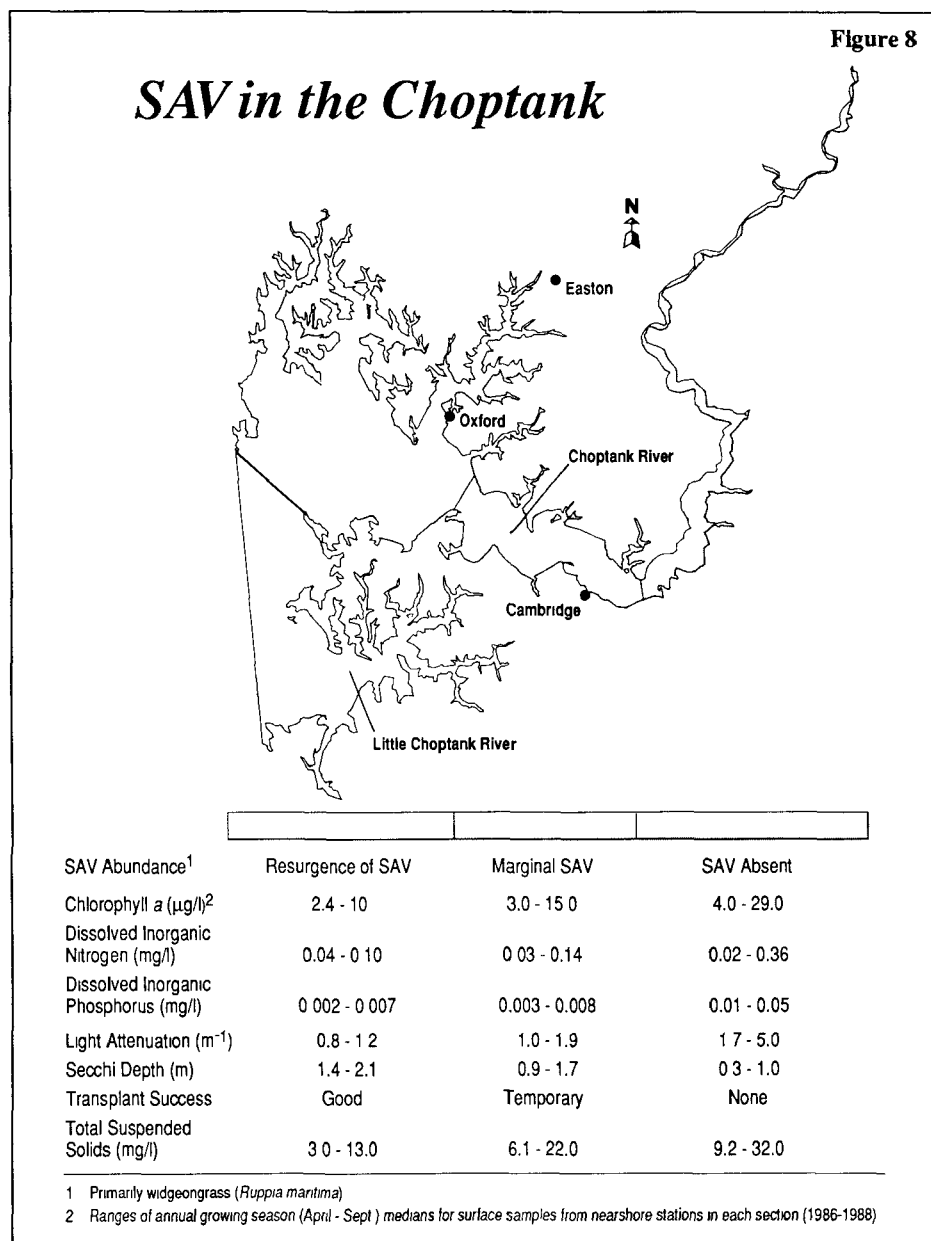 Figure 8
SAV in the Choptank
N
Easton
Oxford
Choptank River
Cambridge
Little Choptank River
SAV Abundance1 Resurgence of SAV Marginal SAV SAV Absent
Chlorophyll a (µg/l)2 2.4 - 10 3.0 - 15 0 4.0 - 29.0
Dissolved Inorganic
Nitrogen (mg/l) 0.04 - 0 10 0 03 - 0.14 0.02 - 0.36
Dissolved Inorganic
Phosphorus (mg/l) 0 002 - 0 007 0.003 - 0.008 0.01 - 0.05
Light Attenuation (m-1) 0.8 - 1 2 1.0 - 1.9 1 7 - 5.0
Secchi Depth (m) 1.4 - 2.1 0.9 - 1.7 0 3 - 1.0
Transplant Success Good Temporary None
Total Suspended
Solids (mg/l) 3 0 - 13.0 6.1 - 22.0 9.2 - 32.0
1 Primarily widgeongrass (Ruppia maritima)
2 Ranges of annual growing season (April - Sept ) medians for surface samples from nearshore stations in each section (1986-1988)